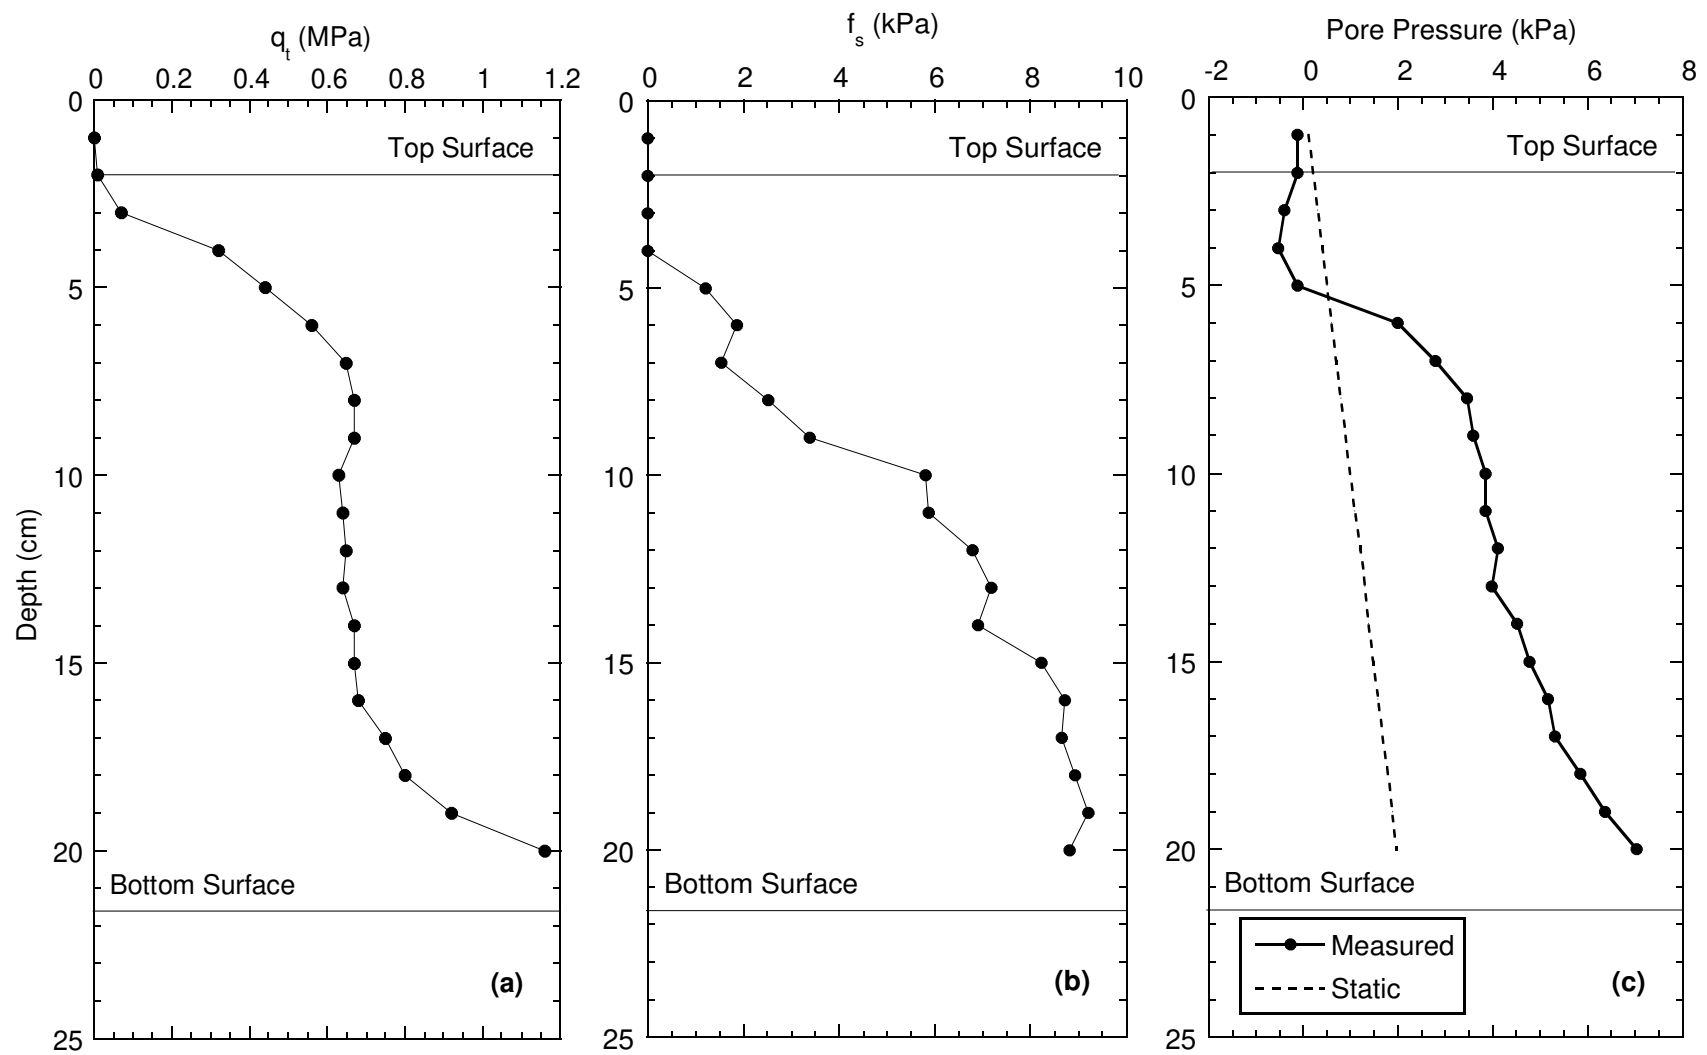 q_t (MPa)
0 0.2 0.4 0.6 0.8 1 1.2
0
5
10
15
20
25
Depth (cm)
Top Surface
Bottom Surface
(a)
f_s (kPa)
0 2 4 6 8 10
0
5
10
15
20
25
Top Surface
Bottom Surface
(b)
Pore Pressure (kPa)
-2 0 2 4 6 8
0
5
10
15
20
25
Top Surface
Bottom Surface
Measured
Static
(c)